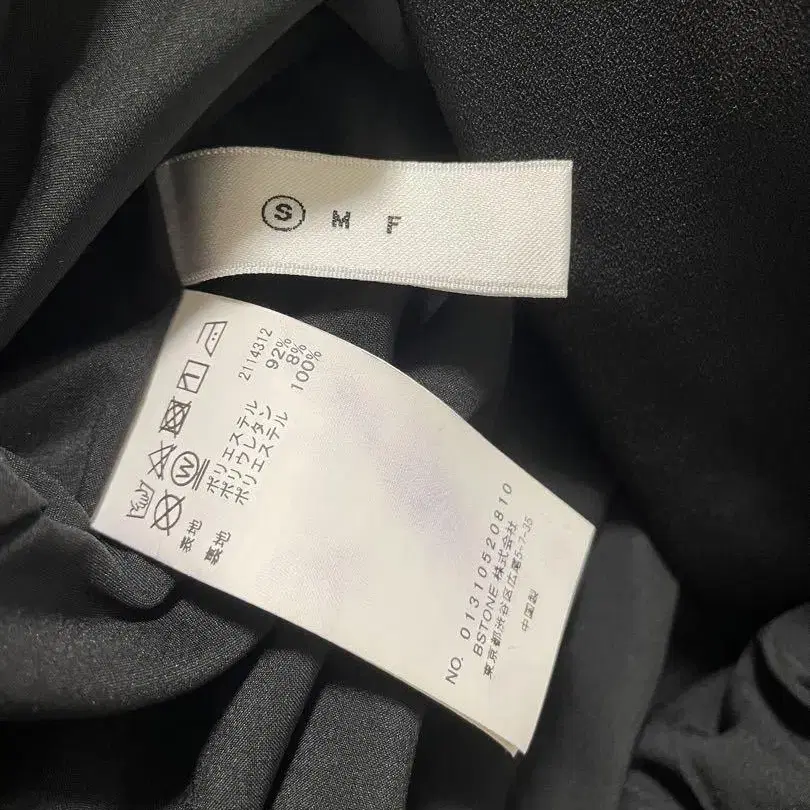 S M F
2114312
表地 ポリエステル 92%
ポリウレタン 8%
裏地 ポリエステル 100%
W
NO. 01310520810
BSTONE 株式会社
東京都渋谷区広尾5-7-35
中国製